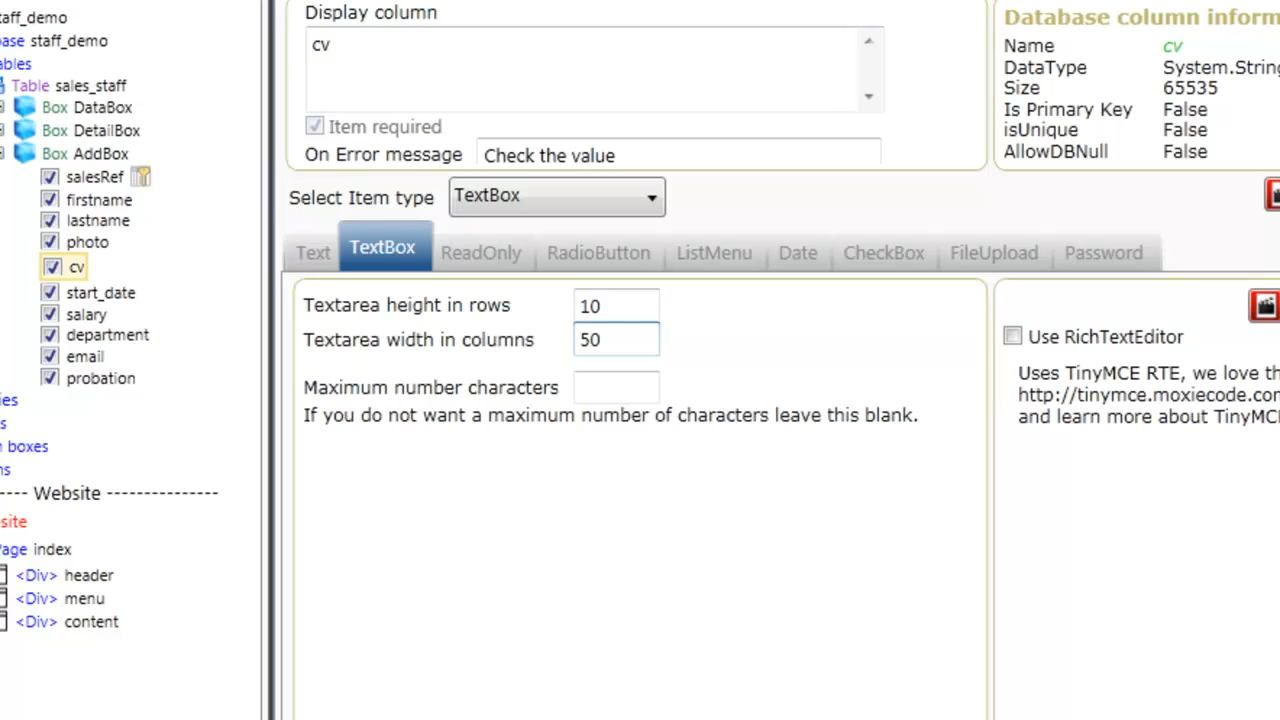 taff_demo
base staff_demo
ables
Table sales_staff
Box DataBox
Box DetailBox
Box AddBox
salesRef
firstname
lastname
photo
cv
start_date
salary
department
email
probation
ies
s
n boxes
ns
---- Website ---------------
site
Page index
<Div> header
<Div> menu
<Div> content
Display column
cv
Item required
On Error message Check the value
Select Item type TextBox
Text TextBox ReadOnly RadioButton ListMenu Date CheckBox FileUpload Password
Textarea height in rows 10
Textarea width in columns 50
Maximum number characters
If you do not want a maximum number of characters leave this blank.
Database column inform
Name cv
DataType System.String
Size 65535
Is Primary Key False
isUnique False
AllowDBNull False
Use RichTextEditor
Uses TinyMCE RTE, we love th
http://tinymce.moxiecode.com
and learn more about TinyMCE